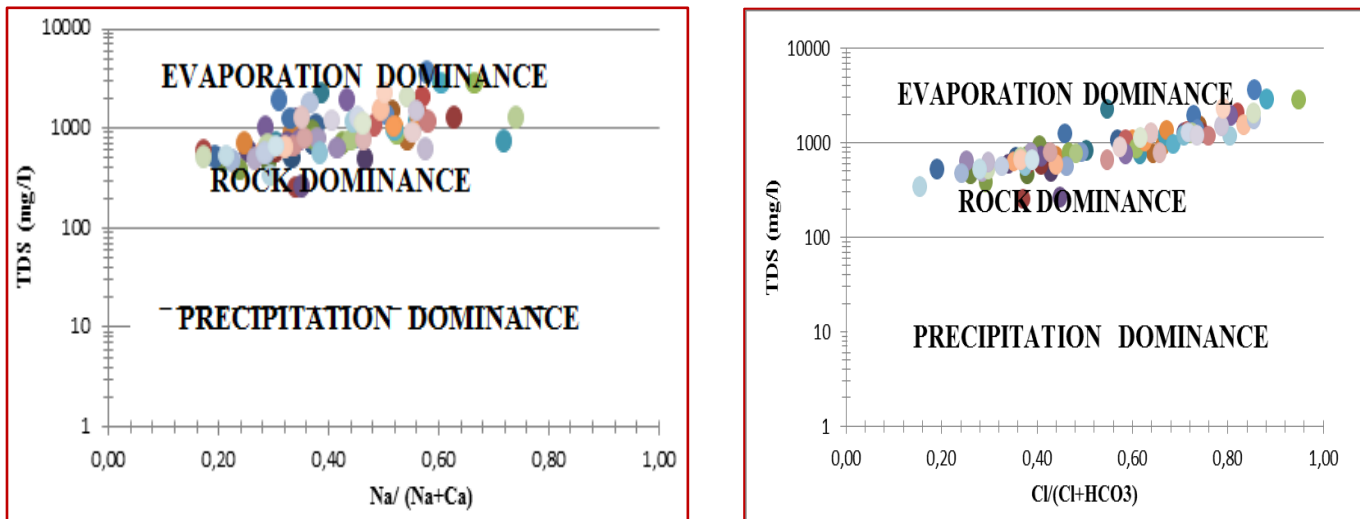 10000
EVAPORATION DOMINANCE
1000
ROCK DOMINANCE
100
PRECIPITATION DOMINANCE
10
1
TDS (mg/l)
0,00 0,20 0,40 0,60 0,80 1,00
Na/ (Na+Ca)
10000
EVAPORATION DOMINANCE
1000
ROCK DOMINANCE
1000
100
PRECIPITATION DOMINANCE
10
1
TDS (mg/l)
0,00 0,20 0,40 0,60 0,80 1,00
Cl/(Cl+HCO3)